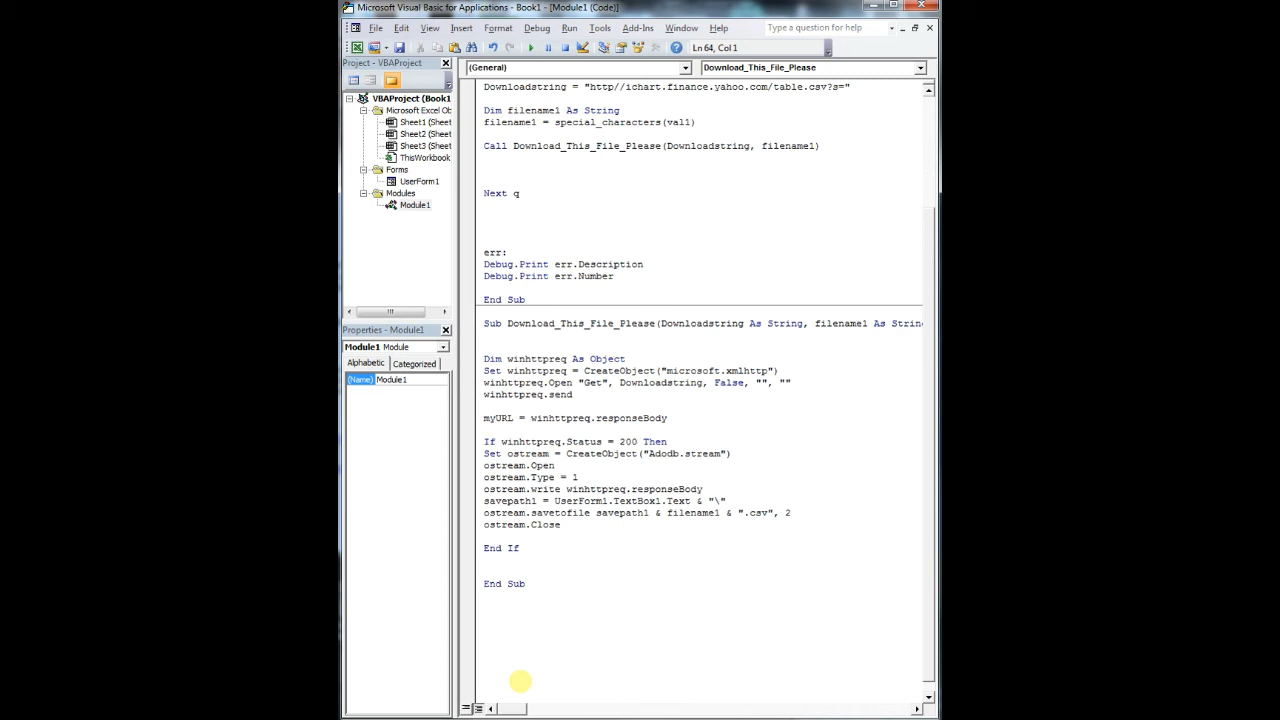 Microsoft Visual Basic for Applications - Book1 - [Module1 (Code)]
File Edit View Insert Format Debug Run Tools Add-Ins Window Help
Type a question for help
Ln 64, Col 1
Project - VBAProject
(General)
Download_This_File_Please
VBAProject (Book1
Microsoft Excel Ob
Sheet1 (Sheet
Sheet2 (Sheet
Sheet3 (Sheet
ThisWorkbook
Forms
UserForm1
Modules
Module1
Properties - Module1
Module1 Module
Alphabetic Categorized
(Name) Module1
Downloadstring = "http//ichart.finance.yahoo.com/table.csv?s="
Dim filename1 As String
filename1 = special_characters(val1)
Call Download_This_File_Please(Downloadstring, filename1)
Next q
err:
Debug.Print err.Description
Debug.Print err.Number
End Sub
Sub Download_This_File_Please(Downloadstring As String, filename1 As Strin
Dim winhttpreq As Object
Set winhttpreq = CreateObject("microsoft.xmlhttp")
winhttpreq.Open "Get", Downloadstring, False, "", ""
winhttpreq.send
myURL = winhttpreq.responseBody
If winhttpreq.Status = 200 Then
Set ostream = CreateObject("Adodb.stream")
ostream.Open
ostream.Type = 1
ostream.write winhttpreq.responseBody
savepath1 = UserForm1.TextBox1.Text & "\"
ostream.savetofile savepath1 & filename1 & ".csv", 2
ostream.Close
End If
End Sub